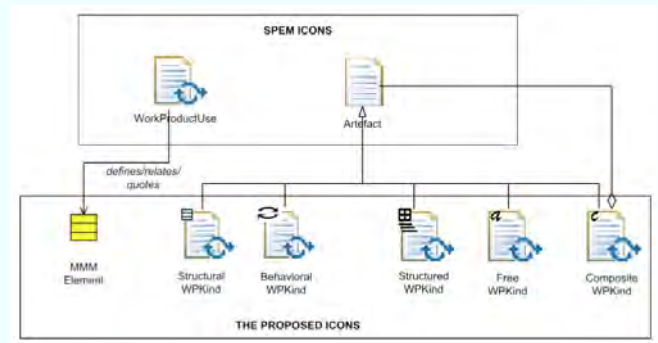 SPEM ICONS
WorkProductUse
Artefact
defines/relates/
quotes
MMM
Element
Structural
WPKind
Behavioral
WPKind
Structured
WPKind
a
Free
WPKind
c
Composite
WPKind
THE PROPOSED ICONS